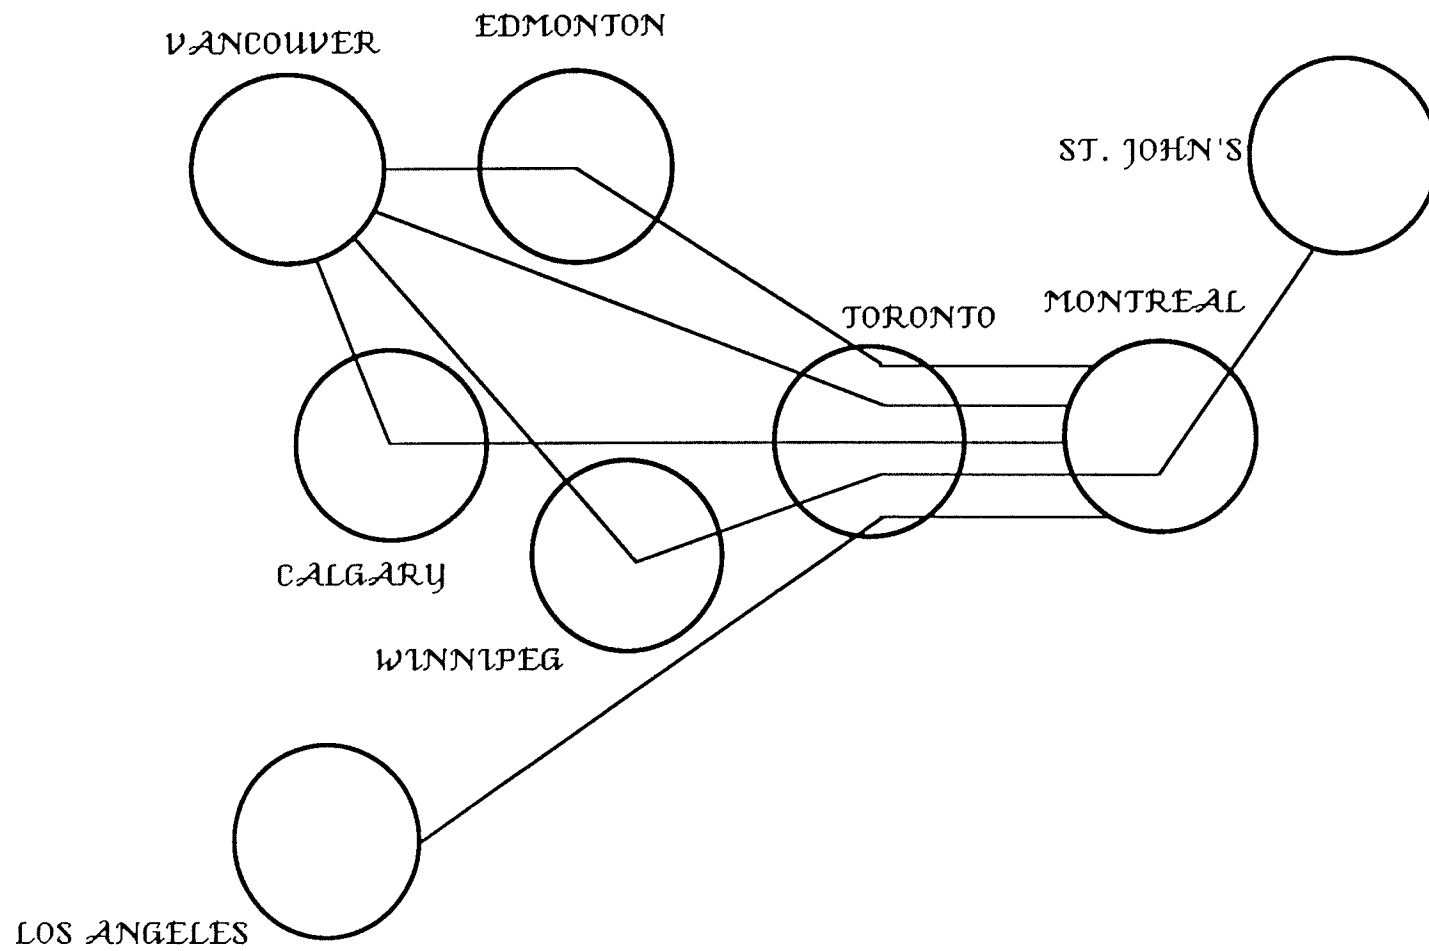 EDMONTON
VANCOUVER
ST. JOHN'S
MONTREAL
TORONTO
CALGARY
WINNIPEG
LOS ANGELES